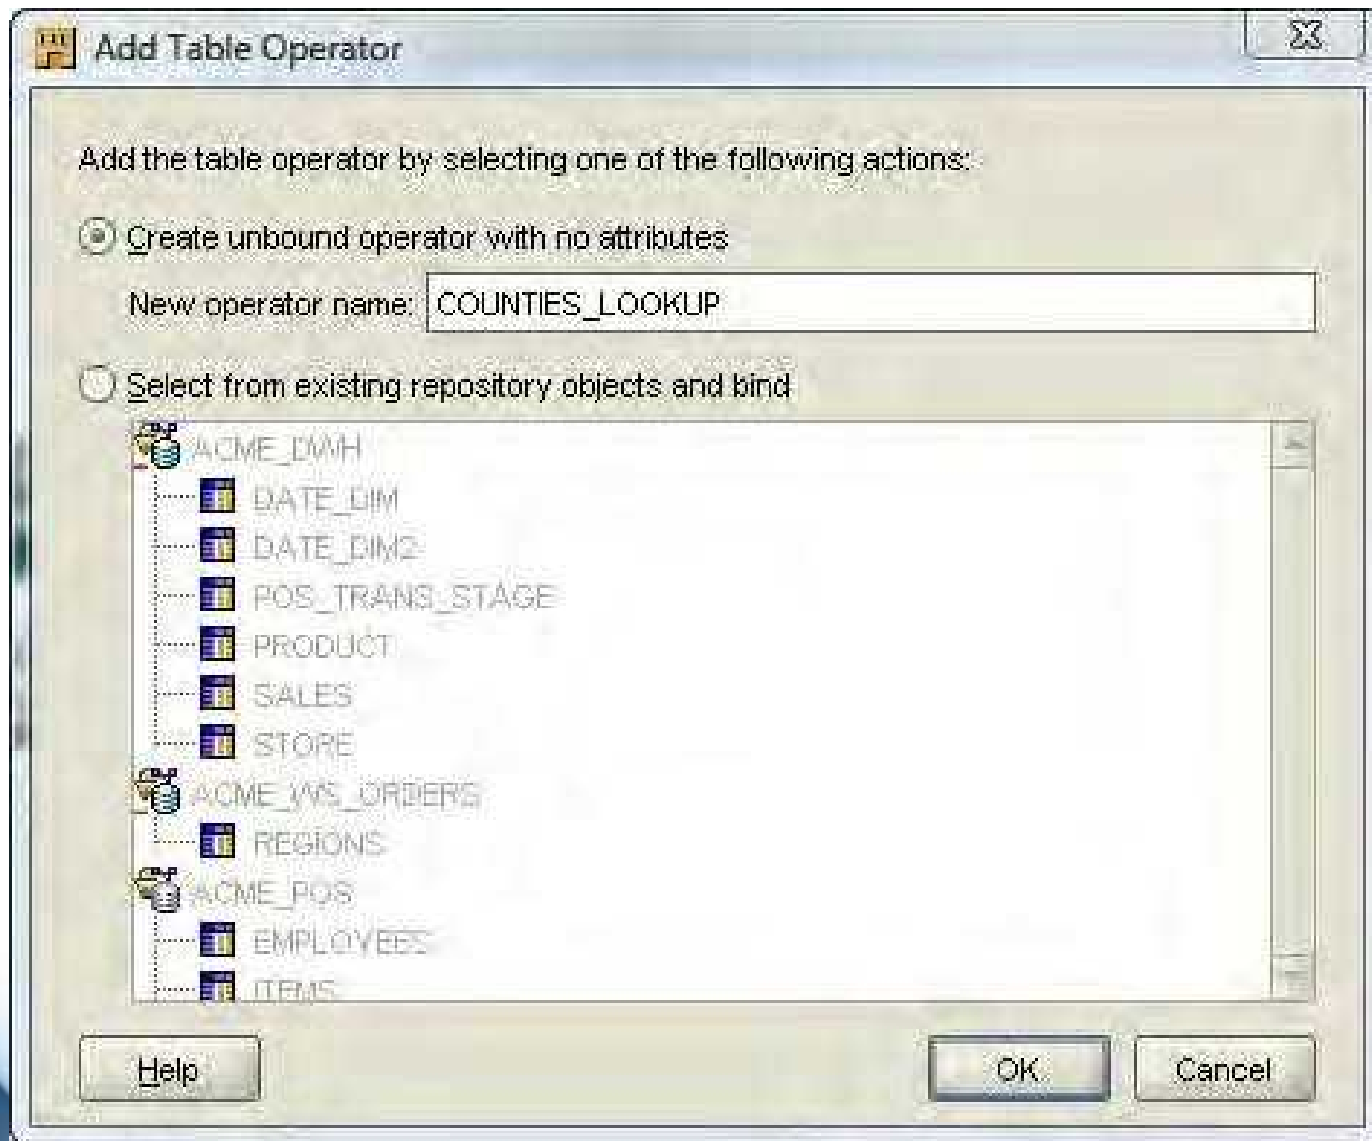 Add Table Operator
Add the table operator by selecting one of the following actions:
Create unbound operator with no attributes
New operator name: COUNTIES_LOOKUP
Select from existing repository objects and bind
ACME_DWH
DATE_DIM
DATE_DIM2
POS_TRANS_STAGE
PRODUCT
SALES
STORE
ACME_WS_ORDERS
REGIONS
ACME_POS
EMPLOYEES
ITEMS
Help OK Cancel